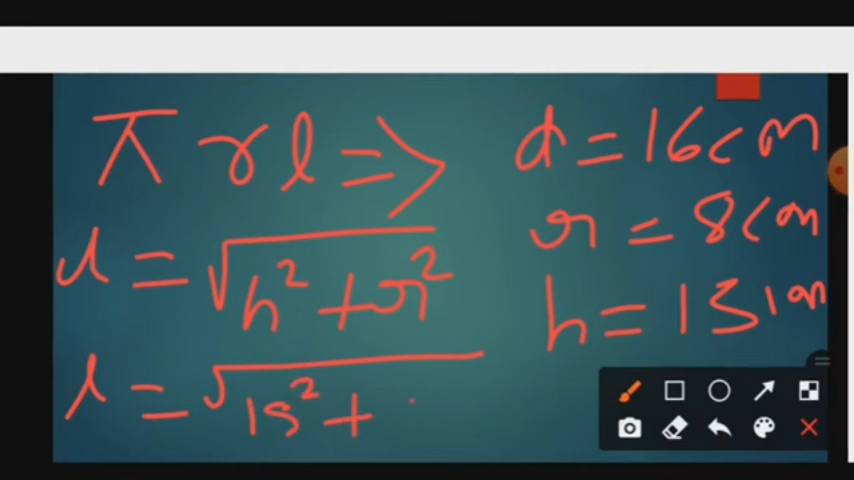 π r l ⇒
d = 16 cm
r = 8 cm
h = 15 cm
l = √h² + r²
l = √15² +